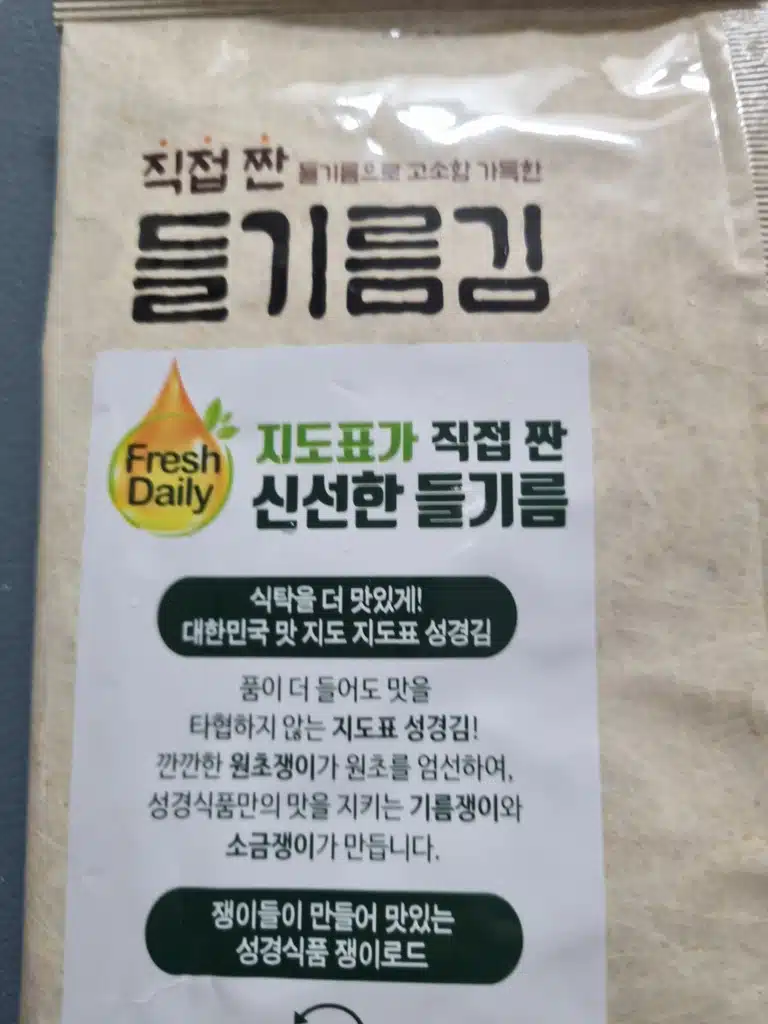 직접 짠 들기름으로 고소함 가득한
들기름김
Fresh
Daily
지도표가 직접 짠
신선한 들기름
식탁을 더 맛있게!
대한민국 맛 지도 지도표 성경김
품이 더 들어도 맛을
타협하지 않는 지도표 성경김!
깐깐한 원초쟁이가 원초를 엄선하여,
성경식품만의 맛을 지키는 기름쟁이와
소금쟁이가 만듭니다.
쟁이들이 만들어 맛있는
성경식품 쟁이로드